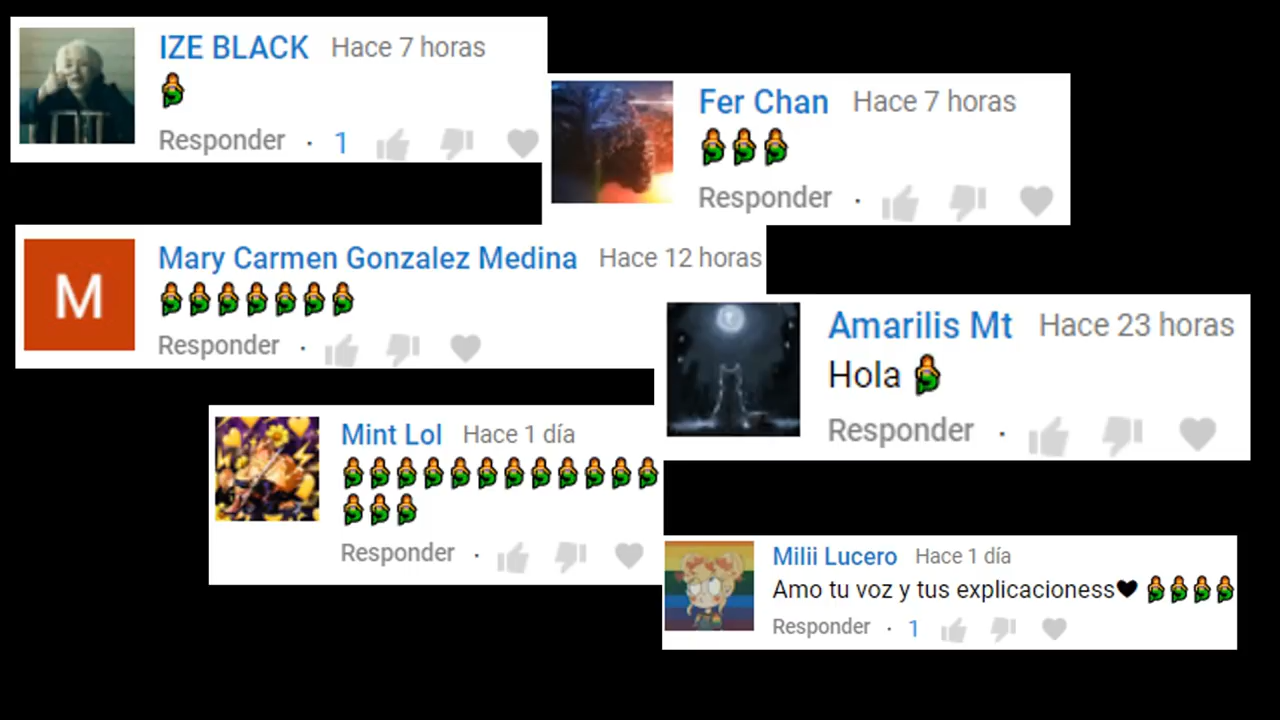 IZE BLACK Hace 7 horas
🧜
Responder · 1
Fer Chan Hace 7 horas
🧜🧜🧜
Responder ·
Mary Carmen Gonzalez Medina Hace 12 horas
🧜🧜🧜🧜🧜🧜🧜
Responder ·
M
Amarilis Mt Hace 23 horas
Hola 🧜
Responder ·
Mint Lol Hace 1 día
🧜🧜🧜🧜🧜🧜🧜🧜🧜🧜🧜🧜
🧜🧜🧜
Responder ·
Milii Lucero Hace 1 día
Amo tu voz y tus explicacioness🖤 🧜🧜🧜🧜
Responder · 1